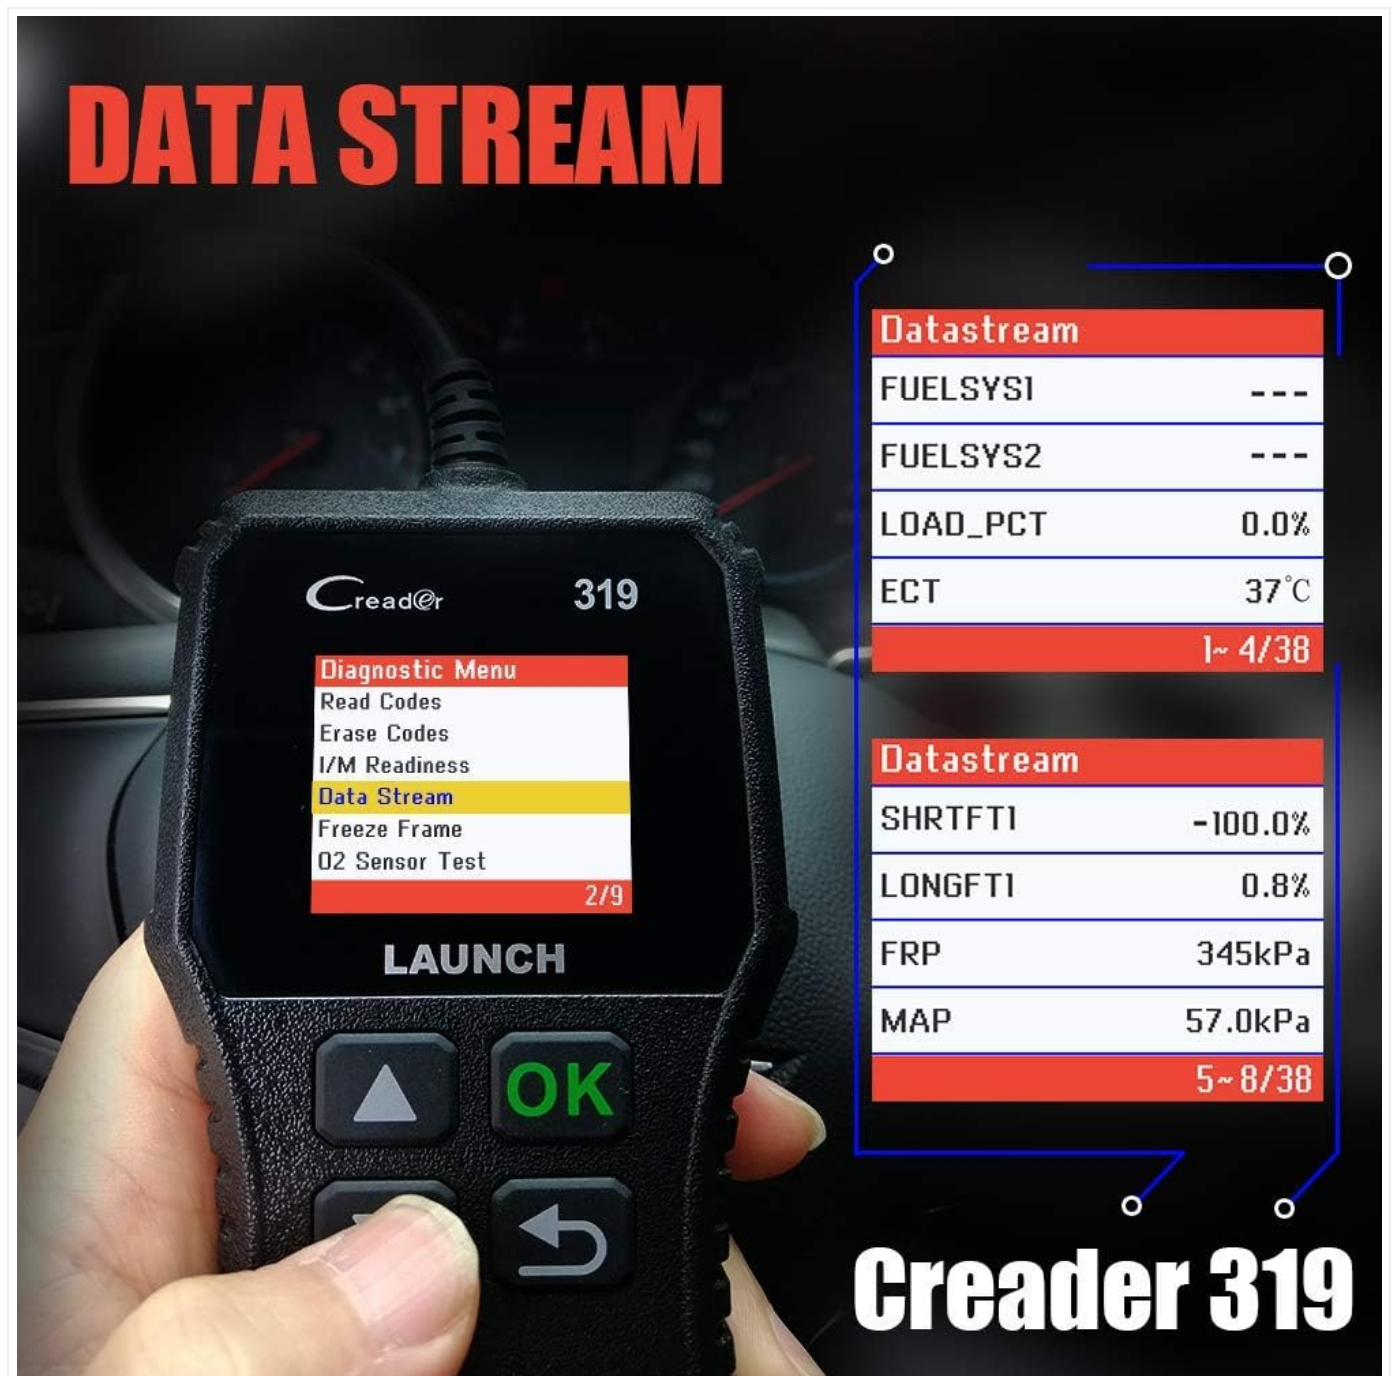 DATA STREAM
Creader 319
Diagnostic Menu
Read Codes
Erase Codes
I/M Readiness
Data Stream
Freeze Frame
O2 Sensor Test
2/9
LAUNCH
OK
Datastream
FUELSYS1 ---
FUELSYS2 ---
LOAD_PCT 0.0%
ECT 37°C
1~ 4/38
Datastream
SHRTFT1 -100.0%
LONGFT1 0.8%
FRP 345kPa
MAP 57.0kPa
5~ 8/38
Creader 319